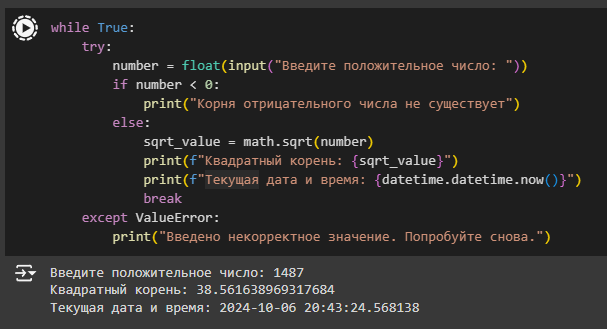 while True:
    try:
        number = float(input("Введите положительное число: "))
        if number < 0:
            print("Корня отрицательного числа не существует")
        else:
            sqrt_value = math.sqrt(number)
            print(f"Квадратный корень: {sqrt_value}")
            print(f"Текущая дата и время: {datetime.datetime.now()}")
            break
    except ValueError:
        print("Введено некорректное значение. Попробуйте снова.")
Введите положительное число: 1487
Квадратный корень: 38.561638969317684
Текущая дата и время: 2024-10-06 20:43:24.568138